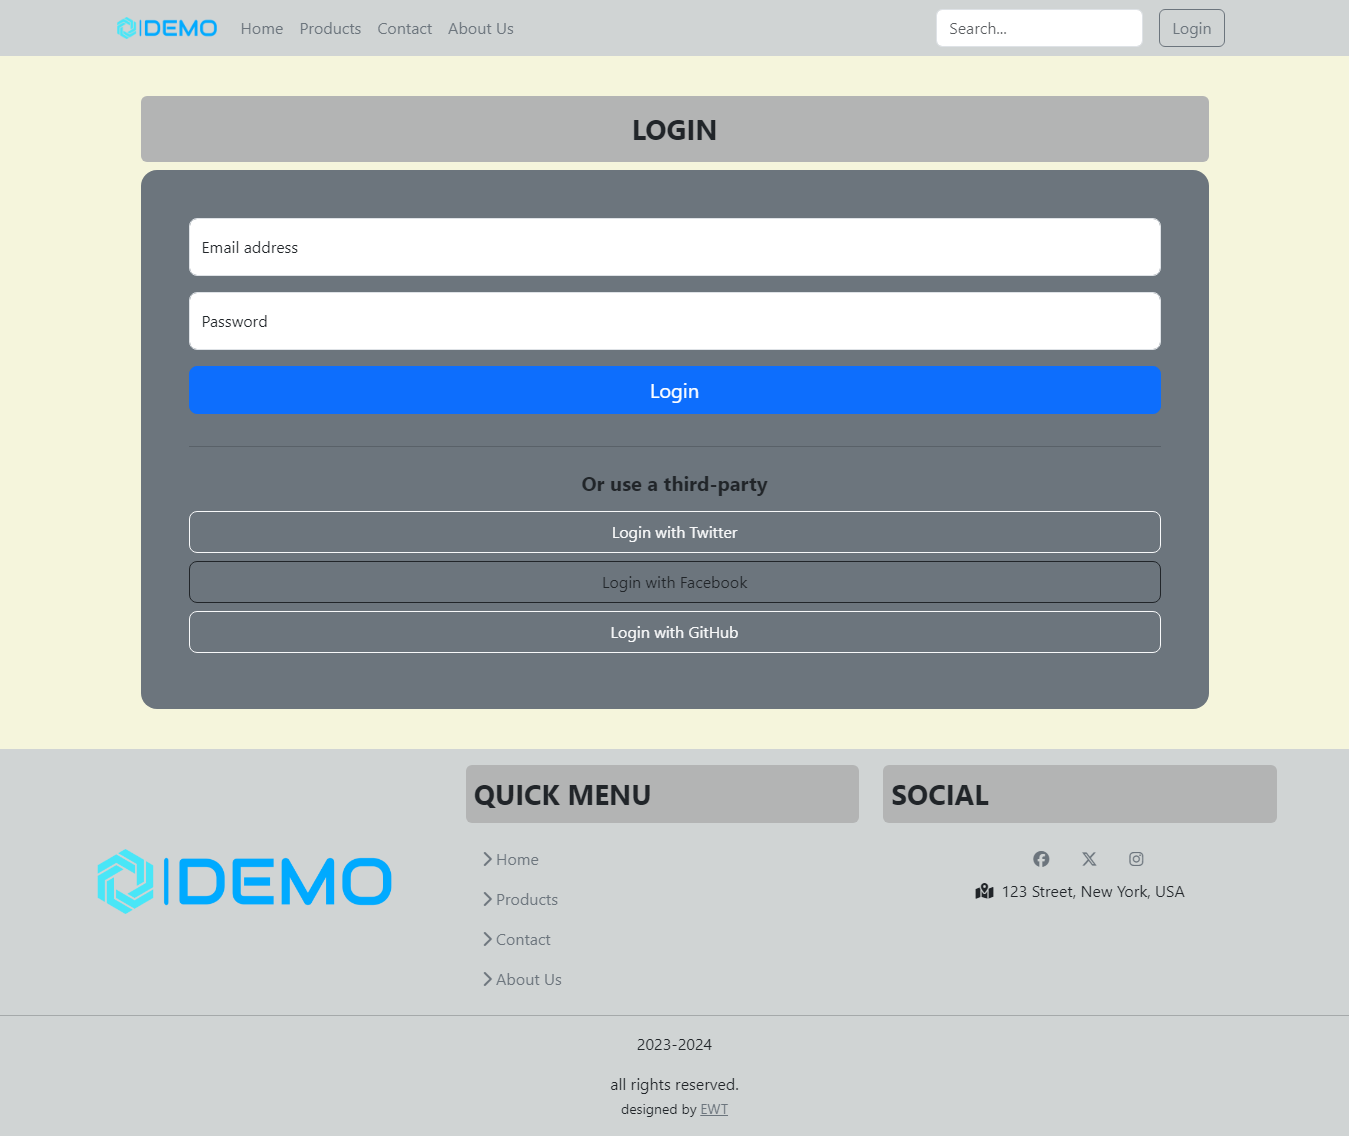 DEMO Home Products Contact About Us Search... Login
LOGIN
Email address
Password
Login
Or use a third-party
Login with Twitter
Login with Facebook
Login with GitHub
DEMO
QUICK MENU
Home
Products
Contact
About Us
SOCIAL
123 Street, New York, USA
2023-2024
all rights reserved.
designed by EWT